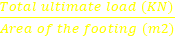 Total ultimate load (KN)
Area of the footing (m2)